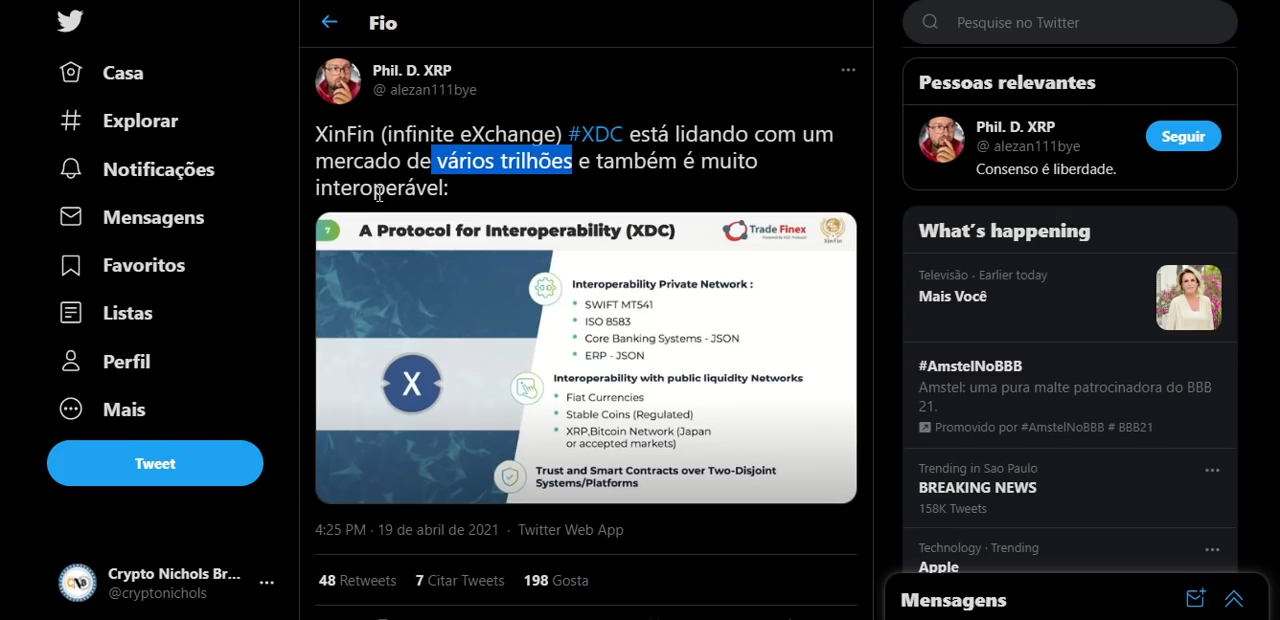 Casa
Explorar
Notificações
Mensagens
Favoritos
Listas
Perfil
Mais
Tweet
Crypto Nichols Br...
@cryptonichols
Fio
Phil. D. XRP
@ alezan111bye
XinFin (infinite eXchange) #XDC está lidando com um
mercado de vários trilhões e também é muito
interoperável:
7
A Protocol for Interoperability (XDC)
Trade Finex
XinFin
X
Interoperability Private Network :
SWIFT MT541
ISO 8583
Core Banking Systems - JSON
ERP - JSON
Interoperability with public liquidity Networks
Fiat Currencies
Stable Coins (Regulated)
XRP,Bitcoin Network (Japan
or accepted markets)
Trust and Smart Contracts over Two-Disjoint
Systems/Platforms
4:25 PM · 19 de abril de 2021 · Twitter Web App
48 Retweets 7 Citar Tweets 198 Gosta
Pesquise no Twitter
Pessoas relevantes
Phil. D. XRP
@ alezan111bye
Seguir
Consenso é liberdade.
What's happening
Televisão · Earlier today
Mais Você
#AmstelNoBBB
Amstel: uma pura malte patrocinadora do BBB
21.
Promovido por #AmstelNoBBB # BBB21
Trending in Sao Paulo
BREAKING NEWS
158K Tweets
Technology · Trending
Apple
Mensagens